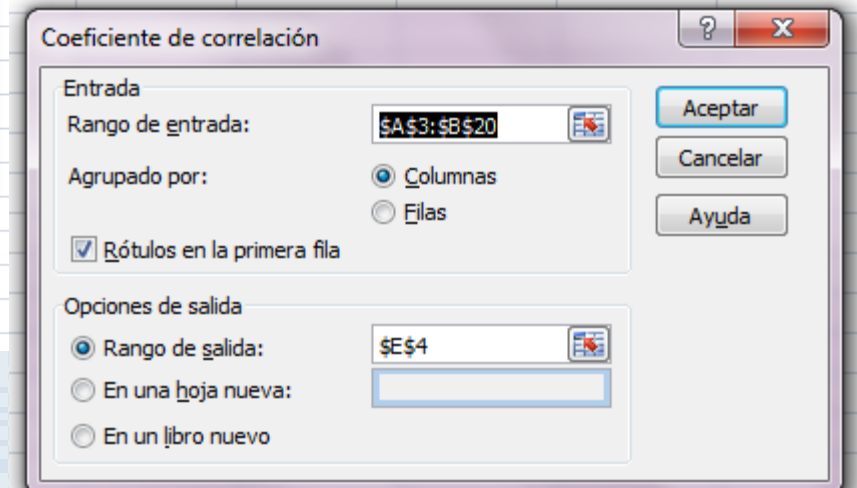 Coeficiente de correlación
Entrada
Rango de entrada: $A$3:$B$20
Aceptar
Agrupado por: Columnas
Cancelar
Filas
Ayuda
Rótulos en la primera fila
Opciones de salida
Rango de salida: $E$4
En una hoja nueva:
En un libro nuevo